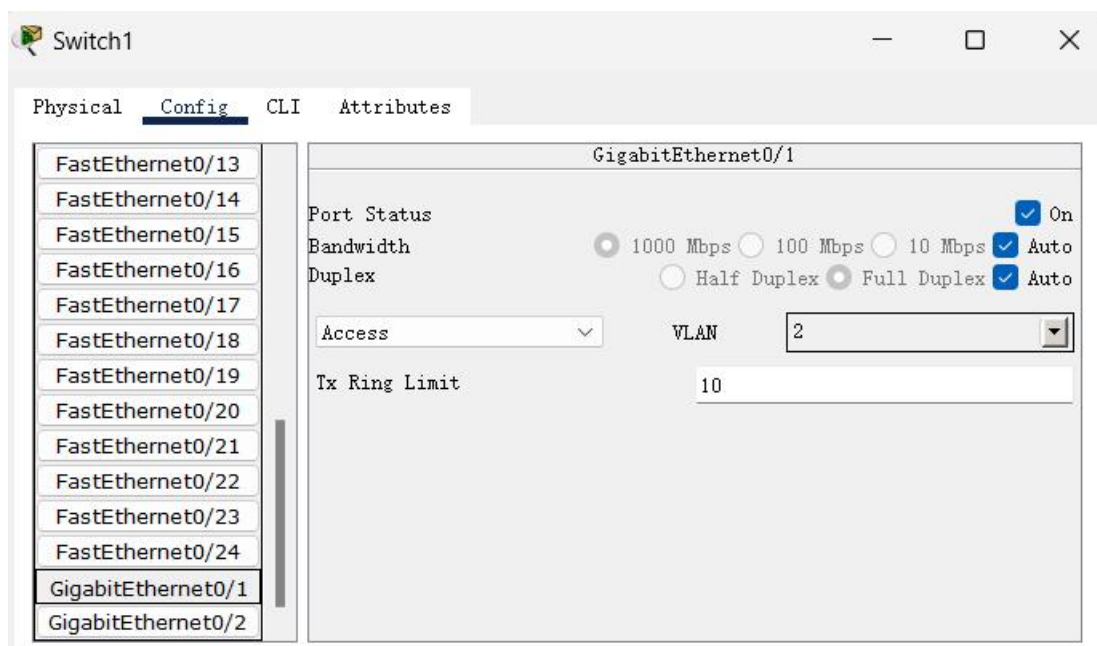 Switch1
Physical Config CLI Attributes
FastEthernet0/13
FastEthernet0/14
FastEthernet0/15
FastEthernet0/16
FastEthernet0/17
FastEthernet0/18
FastEthernet0/19
FastEthernet0/20
FastEthernet0/21
FastEthernet0/22
FastEthernet0/23
FastEthernet0/24
GigabitEthernet0/1
GigabitEthernet0/2
GigabitEthernet0/1
Port Status On
Bandwidth 1000 Mbps 100 Mbps 10 Mbps Auto
Duplex Half Duplex Full Duplex Auto
Access VLAN 2
Tx Ring Limit 10